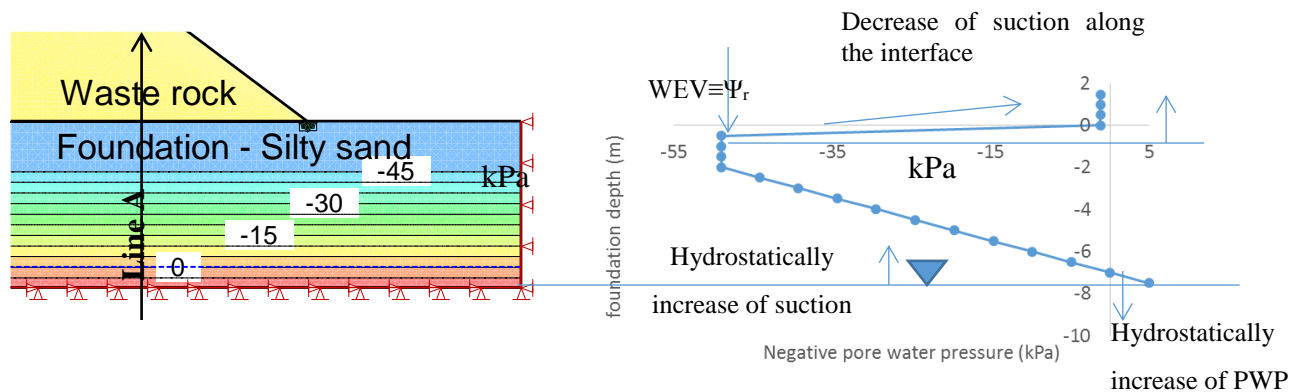 Waste rock
Foundation - Silty sand
-45
kPa
-30
-15
0
Line A
Decrease of suction along
the interface
WEV≡Ψr
2
0
-55
-35
-15
5
kPa
-2
-4
-6
-8
-10
foundation depth (m)
Hydrostatically
increase of suction
Negative pore water pressure (kPa)
Hydrostatically
increase of PWP